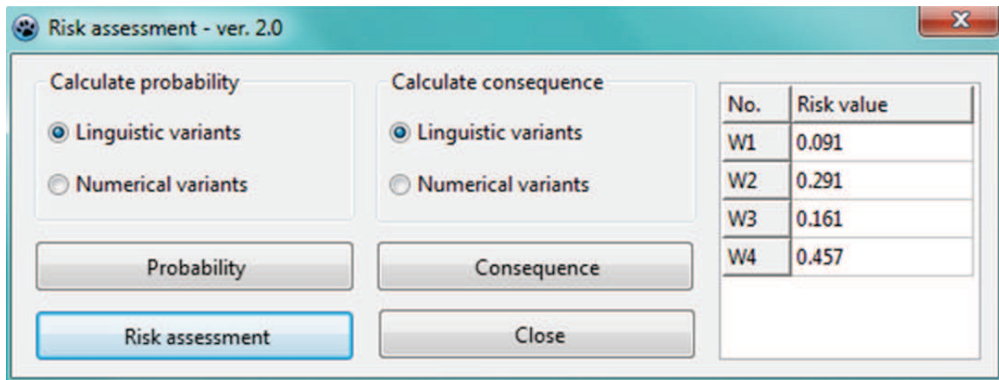 Risk assessment - ver. 2.0
Calculate probability
Linguistic variants
Numerical variants
Calculate consequence
Linguistic variants
Numerical variants
Probability
Consequence
Risk assessment
Close
No. Risk value
W1 0.091
W2 0.291
W3 0.161
W4 0.457